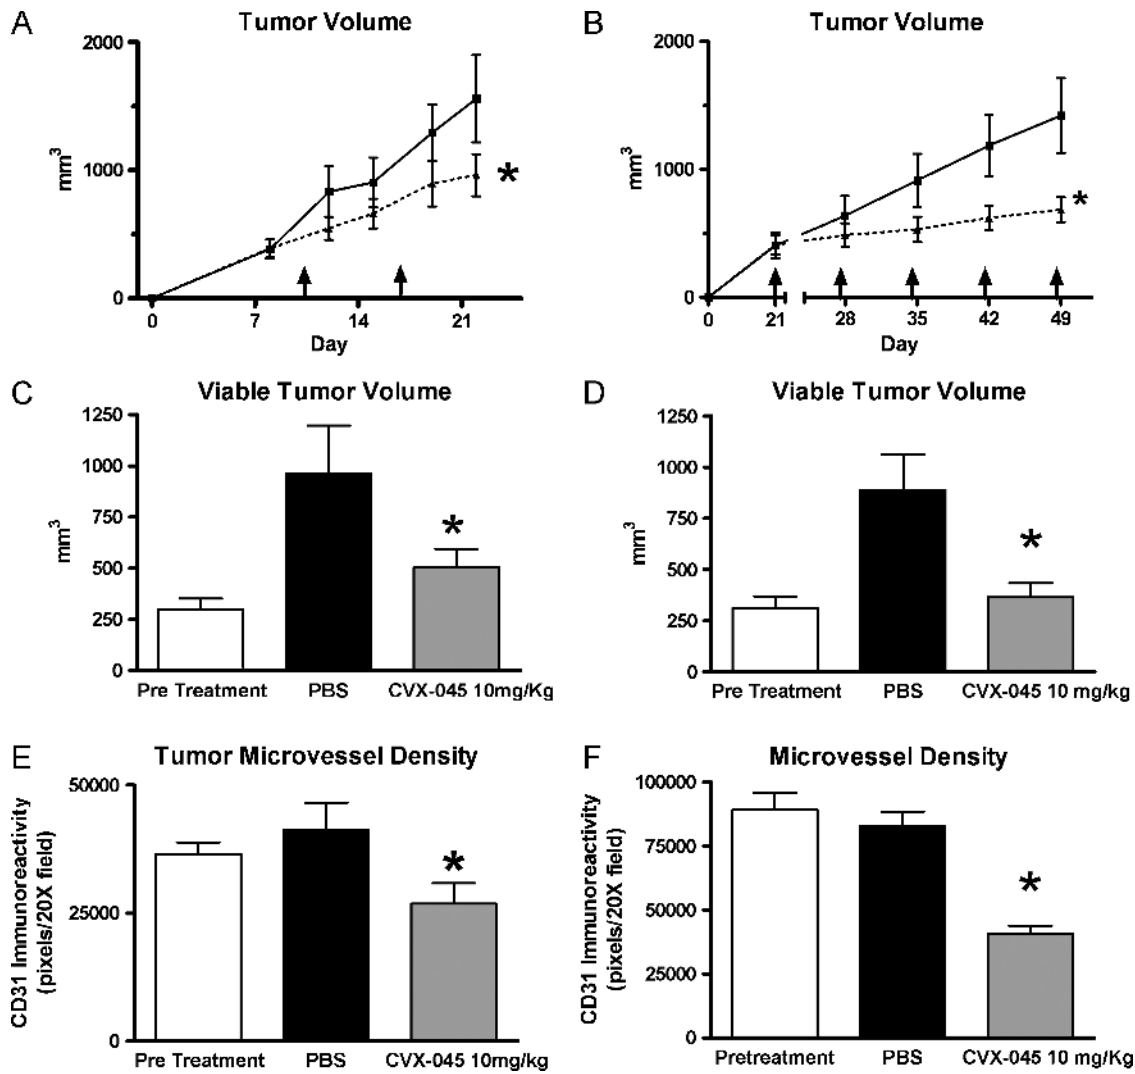 A
Tumor Volume
2000
1000
0
mm3
0
7
14
21
Day
*
B
Tumor Volume
2000
1000
0
mm3
0
21
28
35
42
49
Day
*
C
Viable Tumor Volume
1250
1000
750
500
250
0
mm3
*
Pre Treatment
PBS
CVX-045 10mg/Kg
D
Viable Tumor Volume
1250
1000
750
500
250
0
mm3
*
Pre Treatment
PBS
CVX-045 10 mg/kg
E
Tumor Microvessel Density
50000
25000
0
CD31 Immunoreactivity
(pixels/20X field)
*
Pre Treatment
PBS
CVX-045 10mg/kg
F
Microvessel Density
100000
75000
50000
25000
0
CD31 Immunoreactivity
(pixels/20X field)
*
Pretreatment
PBS
CVX-045 10 mg/Kg